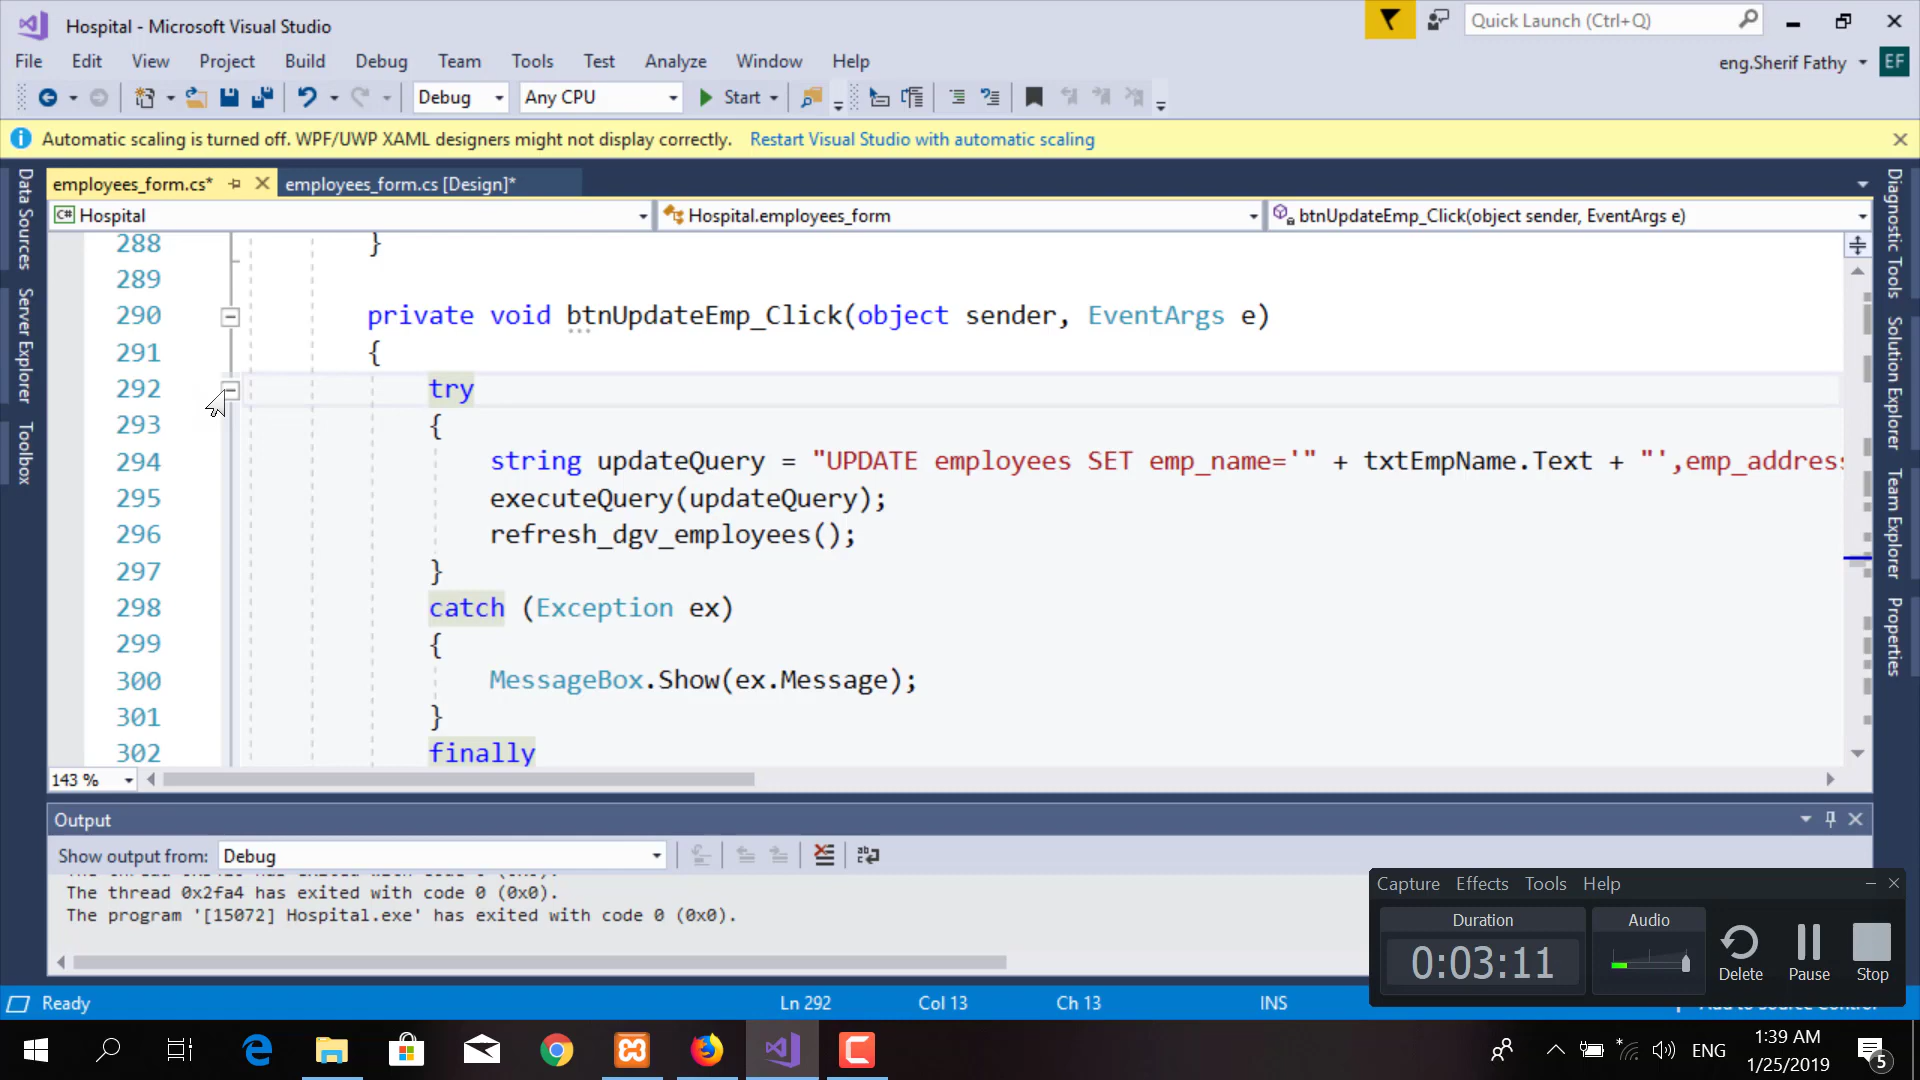 Hospital - Microsoft Visual Studio
Quick Launch (Ctrl+Q)
File Edit View Project Build Debug Team Tools Test Analyze Window Help
eng.Sherif Fathy EF
Debug Any CPU Start
Automatic scaling is turned off. WPF/UWP XAML designers might not display correctly. Restart Visual Studio with automatic scaling
employees_form.cs* employees_form.cs [Design]*
Hospital Hospital.employees_form btnUpdateEmp_Click(object sender, EventArgs e)
Data Sources
Server Explorer
Toolbox
288 }
289
290 private void btnUpdateEmp_Click(object sender, EventArgs e)
291 {
292 try
293 {
294 string updateQuery = "UPDATE employees SET emp_name='" + txtEmpName.Text + "',emp_address
295 executeQuery(updateQuery);
296 refresh_dgv_employees();
297 }
298 catch (Exception ex)
299 {
300 MessageBox.Show(ex.Message);
301 }
302 finally
143 %
Diagnostic Tools
Solution Explorer
Team Explorer
Properties
Output
Show output from: Debug
The thread 0x2fa4 has exited with code 0 (0x0).
The program '[15072] Hospital.exe' has exited with code 0 (0x0).
Capture Effects Tools Help
Duration Audio
0:03:11
Delete Pause Stop
Ready Ln 292 Col 13 Ch 13 INS
ENG
1:39 AM
1/25/2019
5